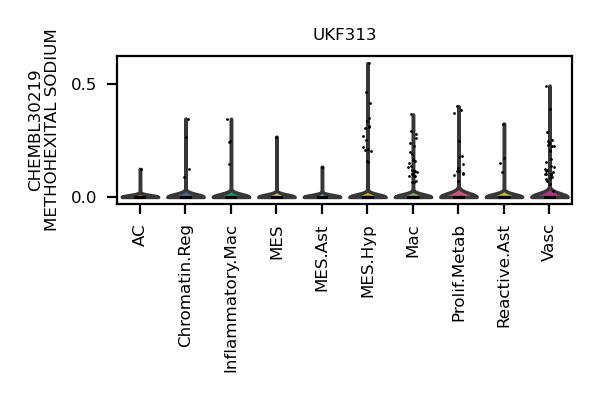 UKF313
CHEMBL30219
METHOHEXITAL SODIUM
0.5
0.0
AC
Chromatin.Reg
Inflammatory.Mac
MES
MES.Ast
MES.Hyp
Mac
Prolif.Metab
Reactive.Ast
Vasc